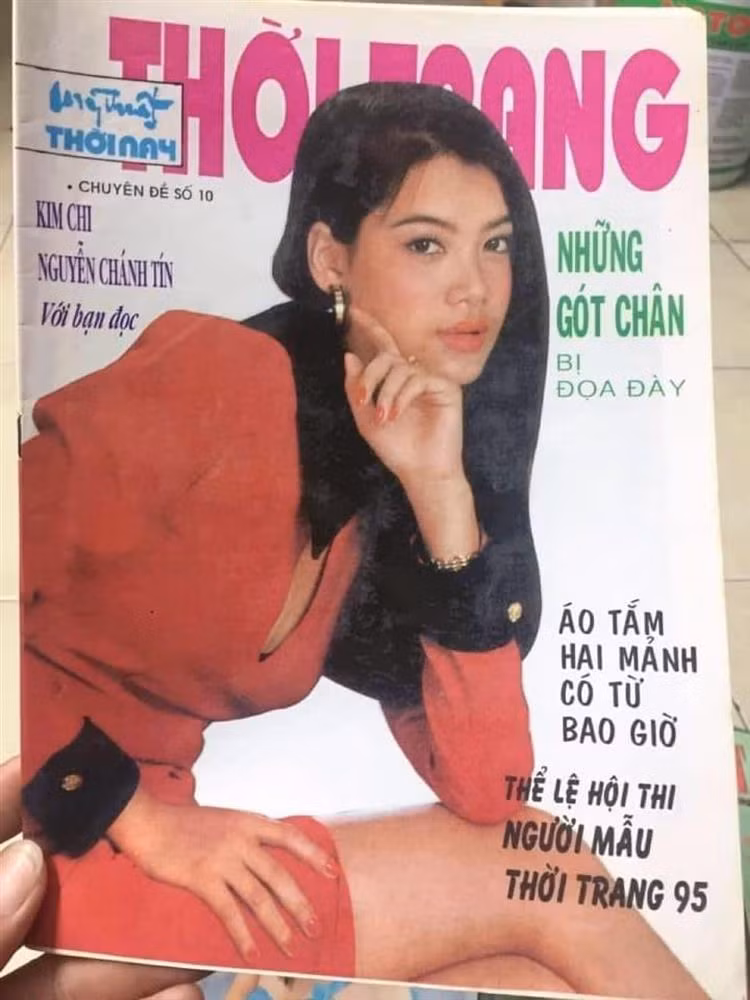 THỜI TRANG
Mỹ Thuật
THỜI NAY
• CHUYÊN ĐỀ SỐ 10
KIM CHI
NGUYỄN CHÁNH TÍN
Với bạn đọc
NHỮNG
GÓT CHÂN
BỊ
ĐỌA ĐÀY
ÁO TẮM
HAI MẢNH
CÓ TỪ
BAO GIỜ
THỂ LỆ HỘI THI
NGƯỜI MẪU
THỜI TRANG 95